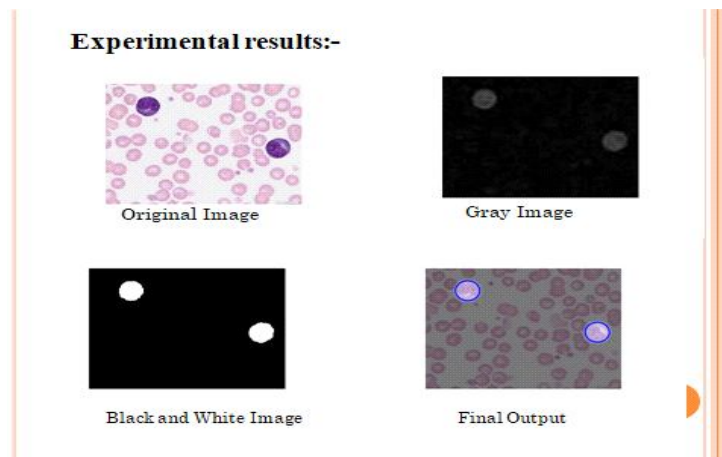 Experimental results:-
Original Image
Gray Image
Black and White Image
Final Output